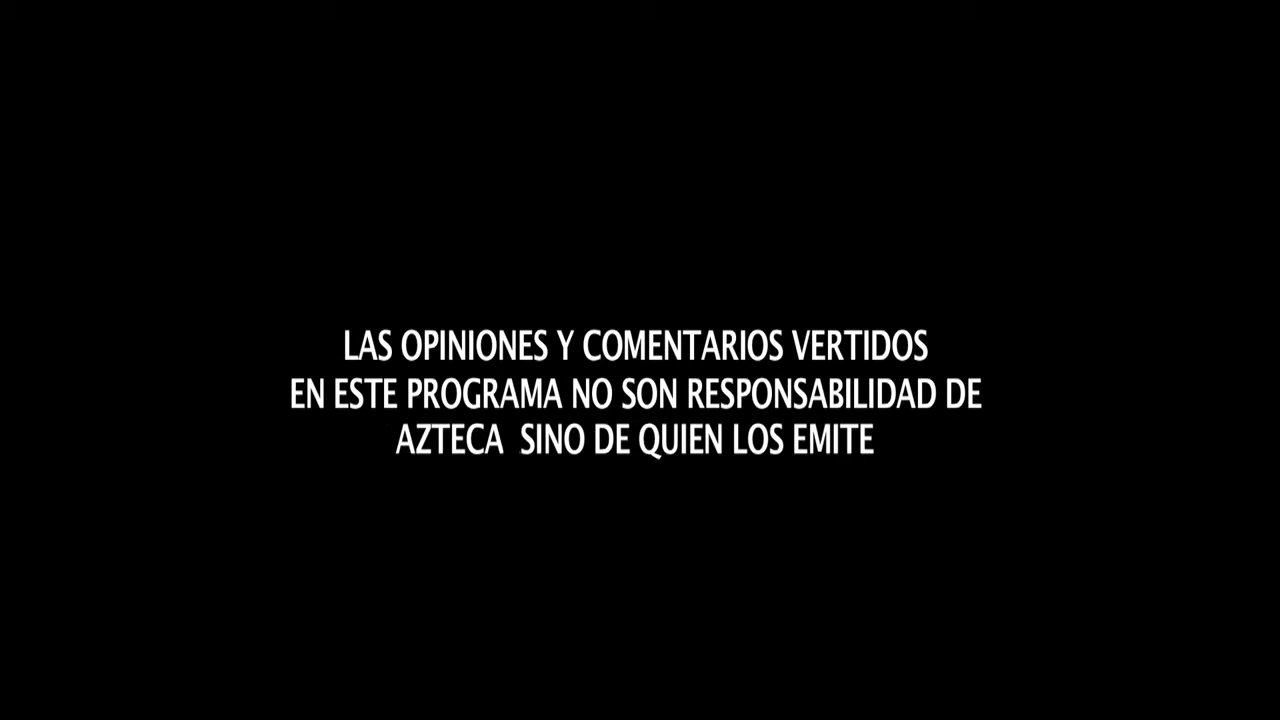 LAS OPINIONES Y COMENTARIOS VERTIDOS
EN ESTE PROGRAMA NO SON RESPONSABILIDAD DE
AZTECA SINO DE QUIEN LOS EMITE